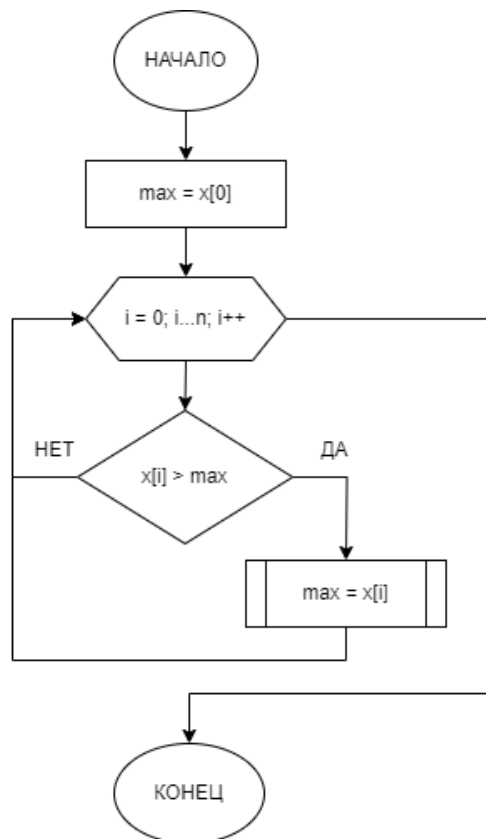 НАЧАЛО
max = x[0]
i = 0; i...n; i++
НЕТ
ДА
x[i] > max
max = x[i]
КОНЕЦ